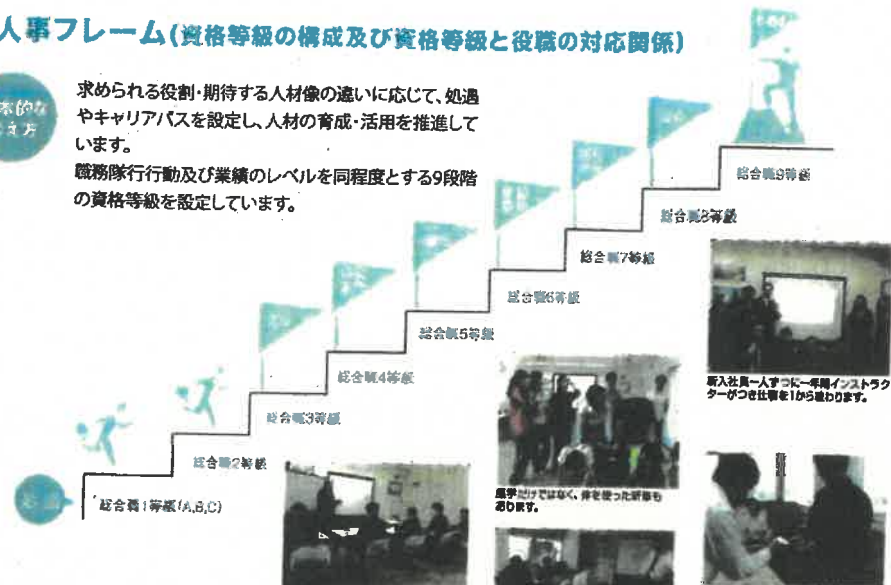 人事フレーム(資格等級の構成及び資格等級と役職の対応関係)
求められる役割・期待する人材像の違いに応じて、処遇
やキャリアパスを設定し、人材の育成・活用を推進して
います。
職務隊行行動及び業績のレベルを同程度とする9段階
の資格等級を設定しています。
総合職9等級
総合職8等級
総合職7等級
総合職6等級
総合職5等級
総合職4等級
総合職3等級
総合職2等級
総合職1等級(A,B,C)
新入社員一人ずつに一年間インストラク
ターがつき仕事を1から教わります。
座学だけではなく、体を使った研修も
あります。